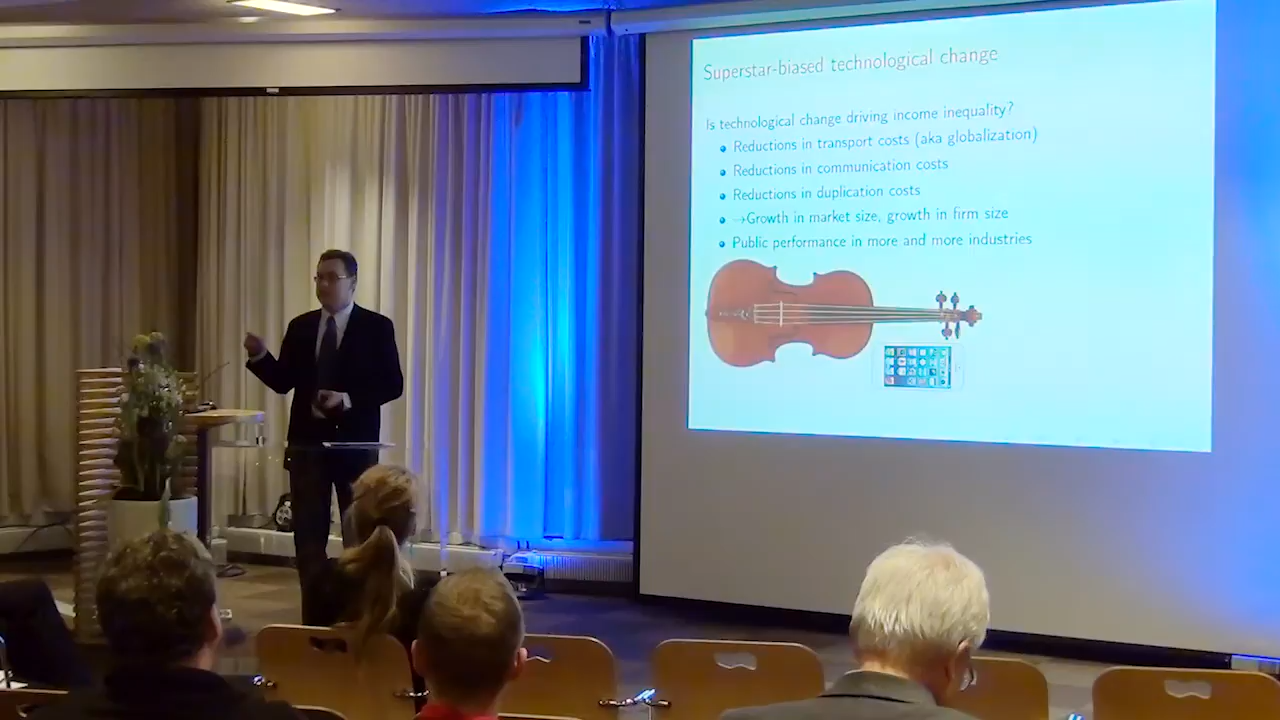 Superstar-biased technological change
Is technological change driving income inequality?
Reductions in transport costs (aka globalization)
Reductions in communication costs
Reductions in duplication costs
→Growth in market size, growth in firm size
Public performance in more and more industries